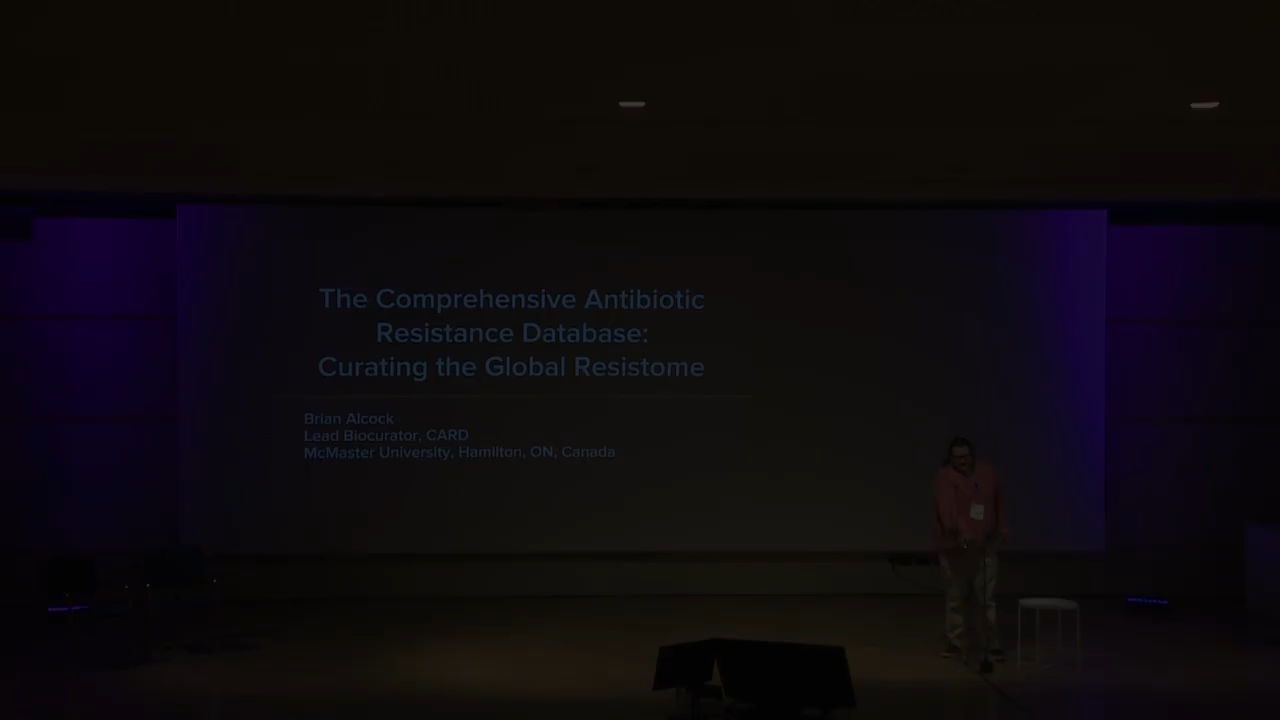 The Comprehensive Antibiotic
Resistance Database:
Curating the Global Resistome
Brian Alcock
Lead Biocurator, CARD
McMaster University, Hamilton, ON, Canada